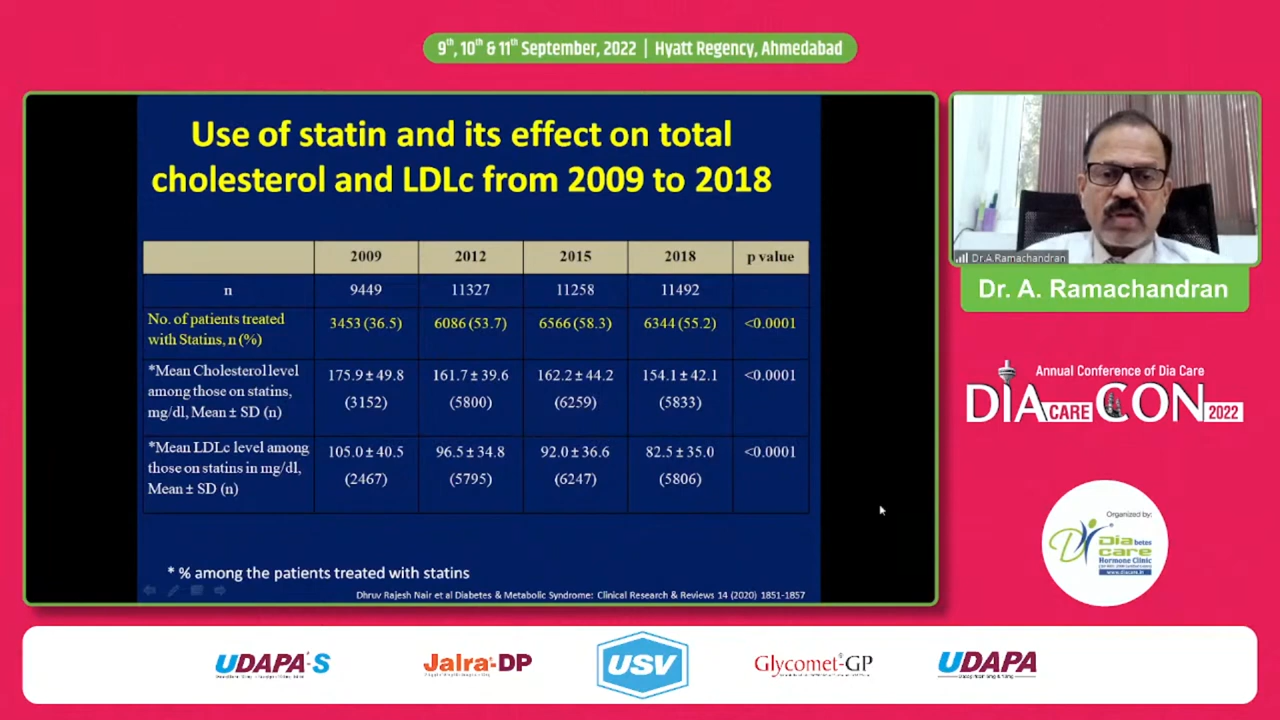 9th, 10th & 11th September, 2022 | Hyatt Regency, Ahmedabad
Use of statin and its effect on total
cholesterol and LDLc from 2009 to 2018
2009 2012 2015 2018 p value
n 9449 11327 11258 11492
No. of patients treated
with Statins, n (%)
3453 (36.5) 6086 (53.7) 6566 (58.3) 6344 (55.2) <0.0001
*Mean Cholesterol level
among those on statins,
mg/dl, Mean ± SD (n)
175.9 ± 49.8 161.7 ± 39.6 162.2 ± 44.2 154.1 ± 42.1 <0.0001
(3152) (5800) (6259) (5833)
*Mean LDLc level among
those on statins in mg/dl,
Mean ± SD (n)
105.0 ± 40.5 96.5 ± 34.8 92.0 ± 36.6 82.5 ± 35.0 <0.0001
(2467) (5795) (6247) (5806)
* % among the patients treated with statins
Dhruv Rajesh Nair et al Diabetes & Metabolic Syndrome: Clinical Research & Reviews 14 (2020) 1851-1857
Dr.A.Ramachandran
Dr. A. Ramachandran
Annual Conference of Dia Care
DIA CARE CON 2022
Organized by:
Diabetes
care
Hormone Clinic
UDAPA-S
Jalra-DP
USV
Glycomet®-GP
UDAPA